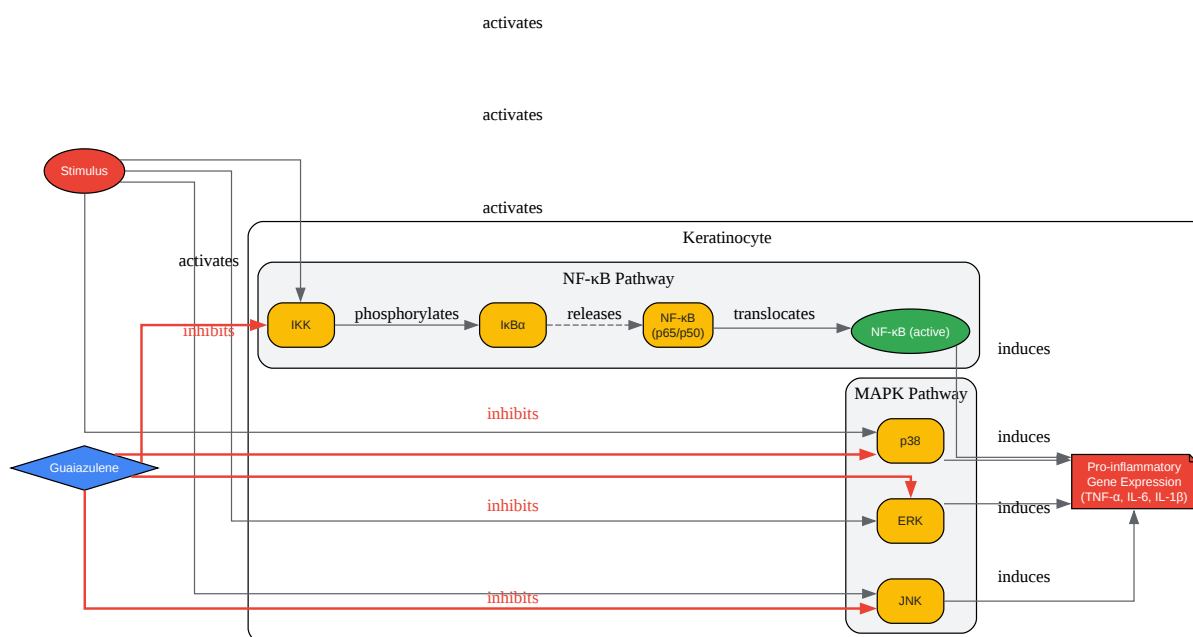 activates
activates
Stimulus
activates
Keratinocyte
activates
NF-κB Pathway
IKK
phosphorylates
IκBα
releases
NF-κB
(p65/p50)
translocates
NF-κB (active)
inhibits
induces
MAPK Pathway
inhibits
p38
induces
Guaiazulene
Pro-inflammatory
Gene Expression
(TNF-α, IL-6, IL-1β)
inhibits
ERK
induces
inhibits
JNK
induces